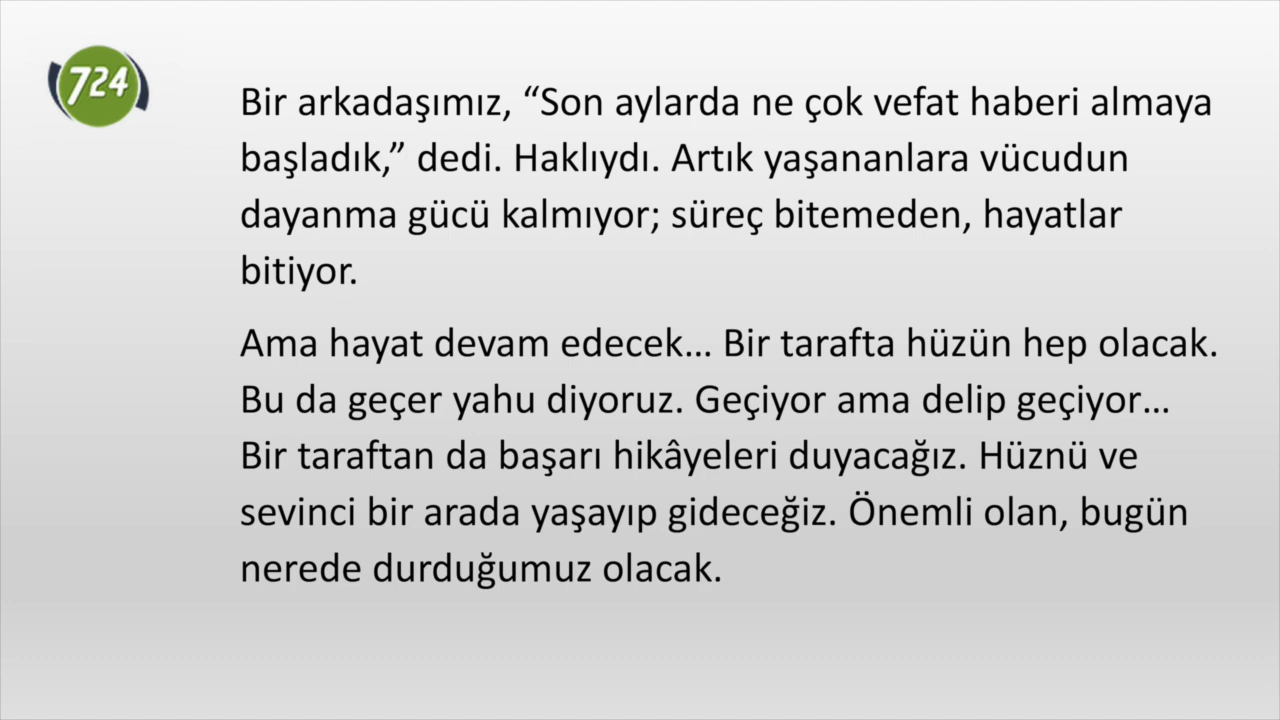 724
Bir arkadaşımız, “Son aylarda ne çok vefat haberi almaya
başladık,” dedi. Haklıydı. Artık yaşananlara vücudun
dayanma gücü kalmıyor; süreç bitemeden, hayatlar
bitiyor.
Ama hayat devam edecek… Bir tarafta hüzün hep olacak.
Bu da geçer yahu diyoruz. Geçiyor ama delip geçiyor…
Bir taraftan da başarı hikâyeleri duyacağız. Hüznü ve
sevinci bir arada yaşayıp gideceğiz. Önemli olan, bugün
nerede durduğumuz olacak.